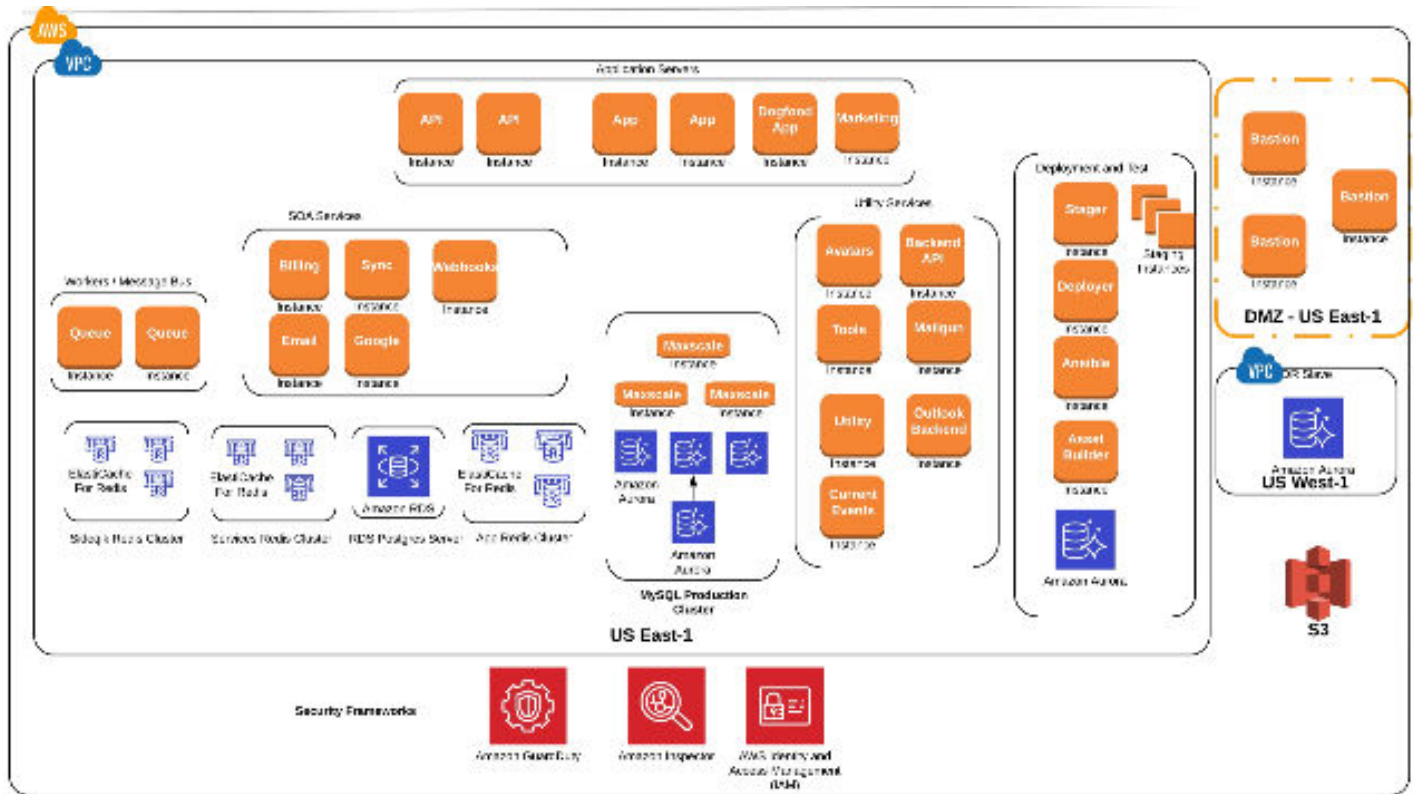 AWS
VPC
Application Servers
API
Instance
API
Instance
App
Instance
App
Instance
Dogfood
App
Instance
Marketing
Instance
SOA Services
Billing
Instance
Sync
Instance
Webhooks
Instance
Email
Instance
Google
Instance
Workers / Message Bus
Queue
Instance
Queue
Instance
ElastiCache
For Redis
Sidekiq Redis Cluster
ElastiCache
For Redis
Services Redis Cluster
Amazon RDS
RDS Postgres Server
ElastiCache
For Redis
App Redis Cluster
Maxscale
Instance
Maxscale
Instance
Maxscale
Instance
Amazon
Aurora
Amazon
Aurora
MySQL Production
Cluster
Utility Services
Avatars
Instance
Backend
API
Instance
Tools
Instance
Mailgun
Instance
Utility
Instance
Outlook
Backend
Instance
Current
Events
Instance
Deployment and Test
Stager
Instance
Staging
Instances
Deployer
Instance
Ansible
Instance
Asset
Builder
Instance
Amazon Aurora
US East-1
Bastion
Instance
Bastion
Instance
Bastion
Instance
DMZ - US East-1
VPC
DR Slave
Amazon Aurora
US West-1
S3
Security Frameworks
Amazon GuardDuty
Amazon Inspector
AWS Identity and
Access Management
(IAM)